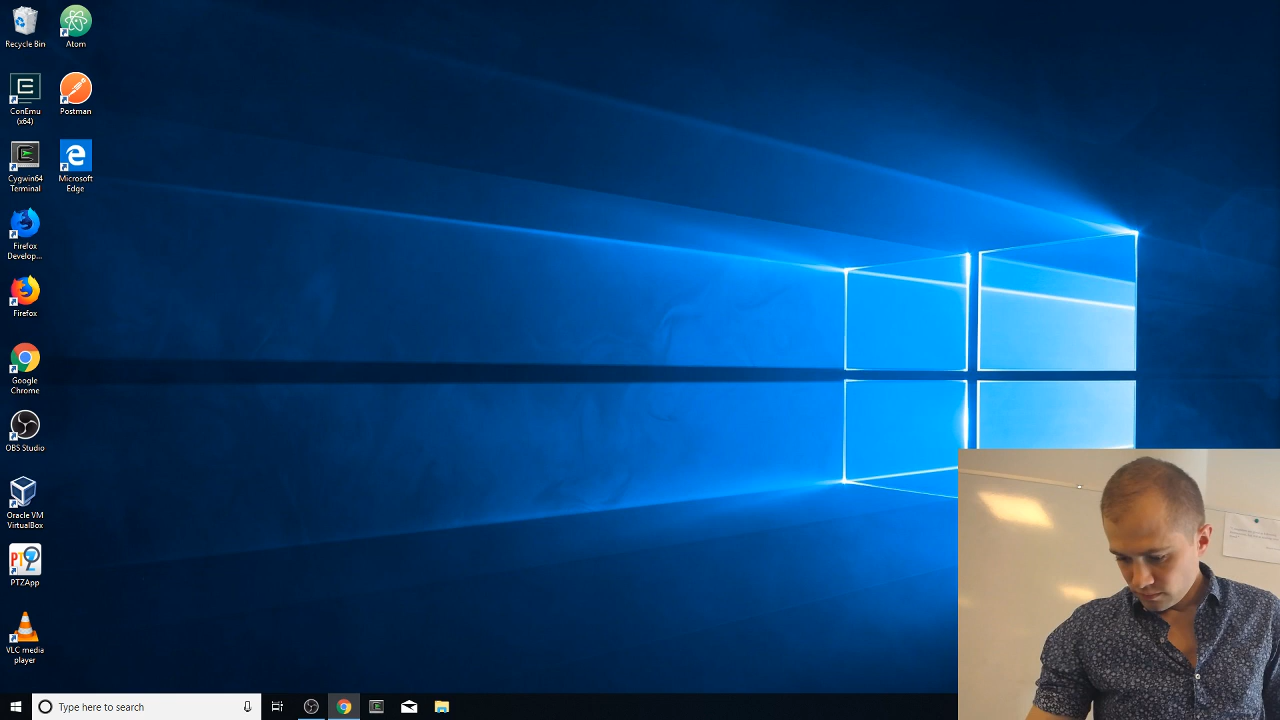 Recycle Bin
Atom
ConEmu
(x64)
Postman
Cygwin64
Terminal
Microsoft
Edge
Firefox
Develop...
Firefox
Google
Chrome
OBS Studio
Oracle VM
VirtualBox
PTZApp
VLC media
player
Type here to search